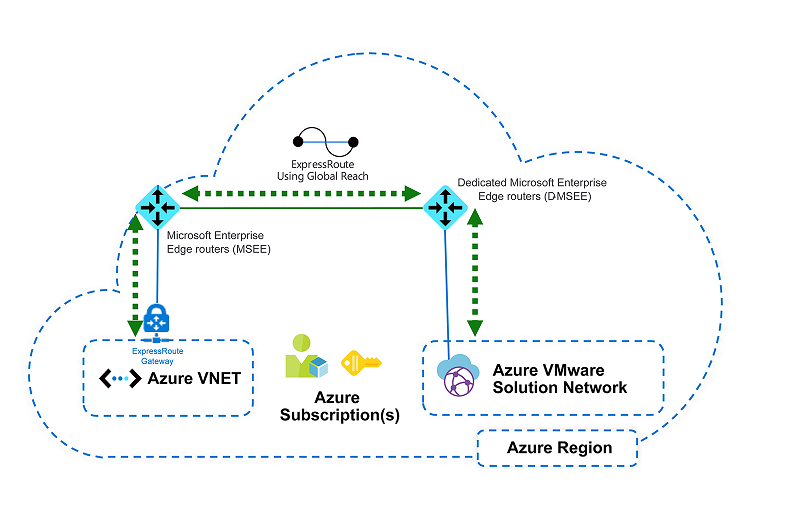 ExpressRoute
Using Global Reach
Dedicated Microsoft Enterprise
Edge routers (DMSEE)
Microsoft Enterprise
Edge routers (MSEE)
ExpressRoute
Gateway
Azure VNET
Azure
Subscription(s)
Azure VMware
Solution Network
Azure Region